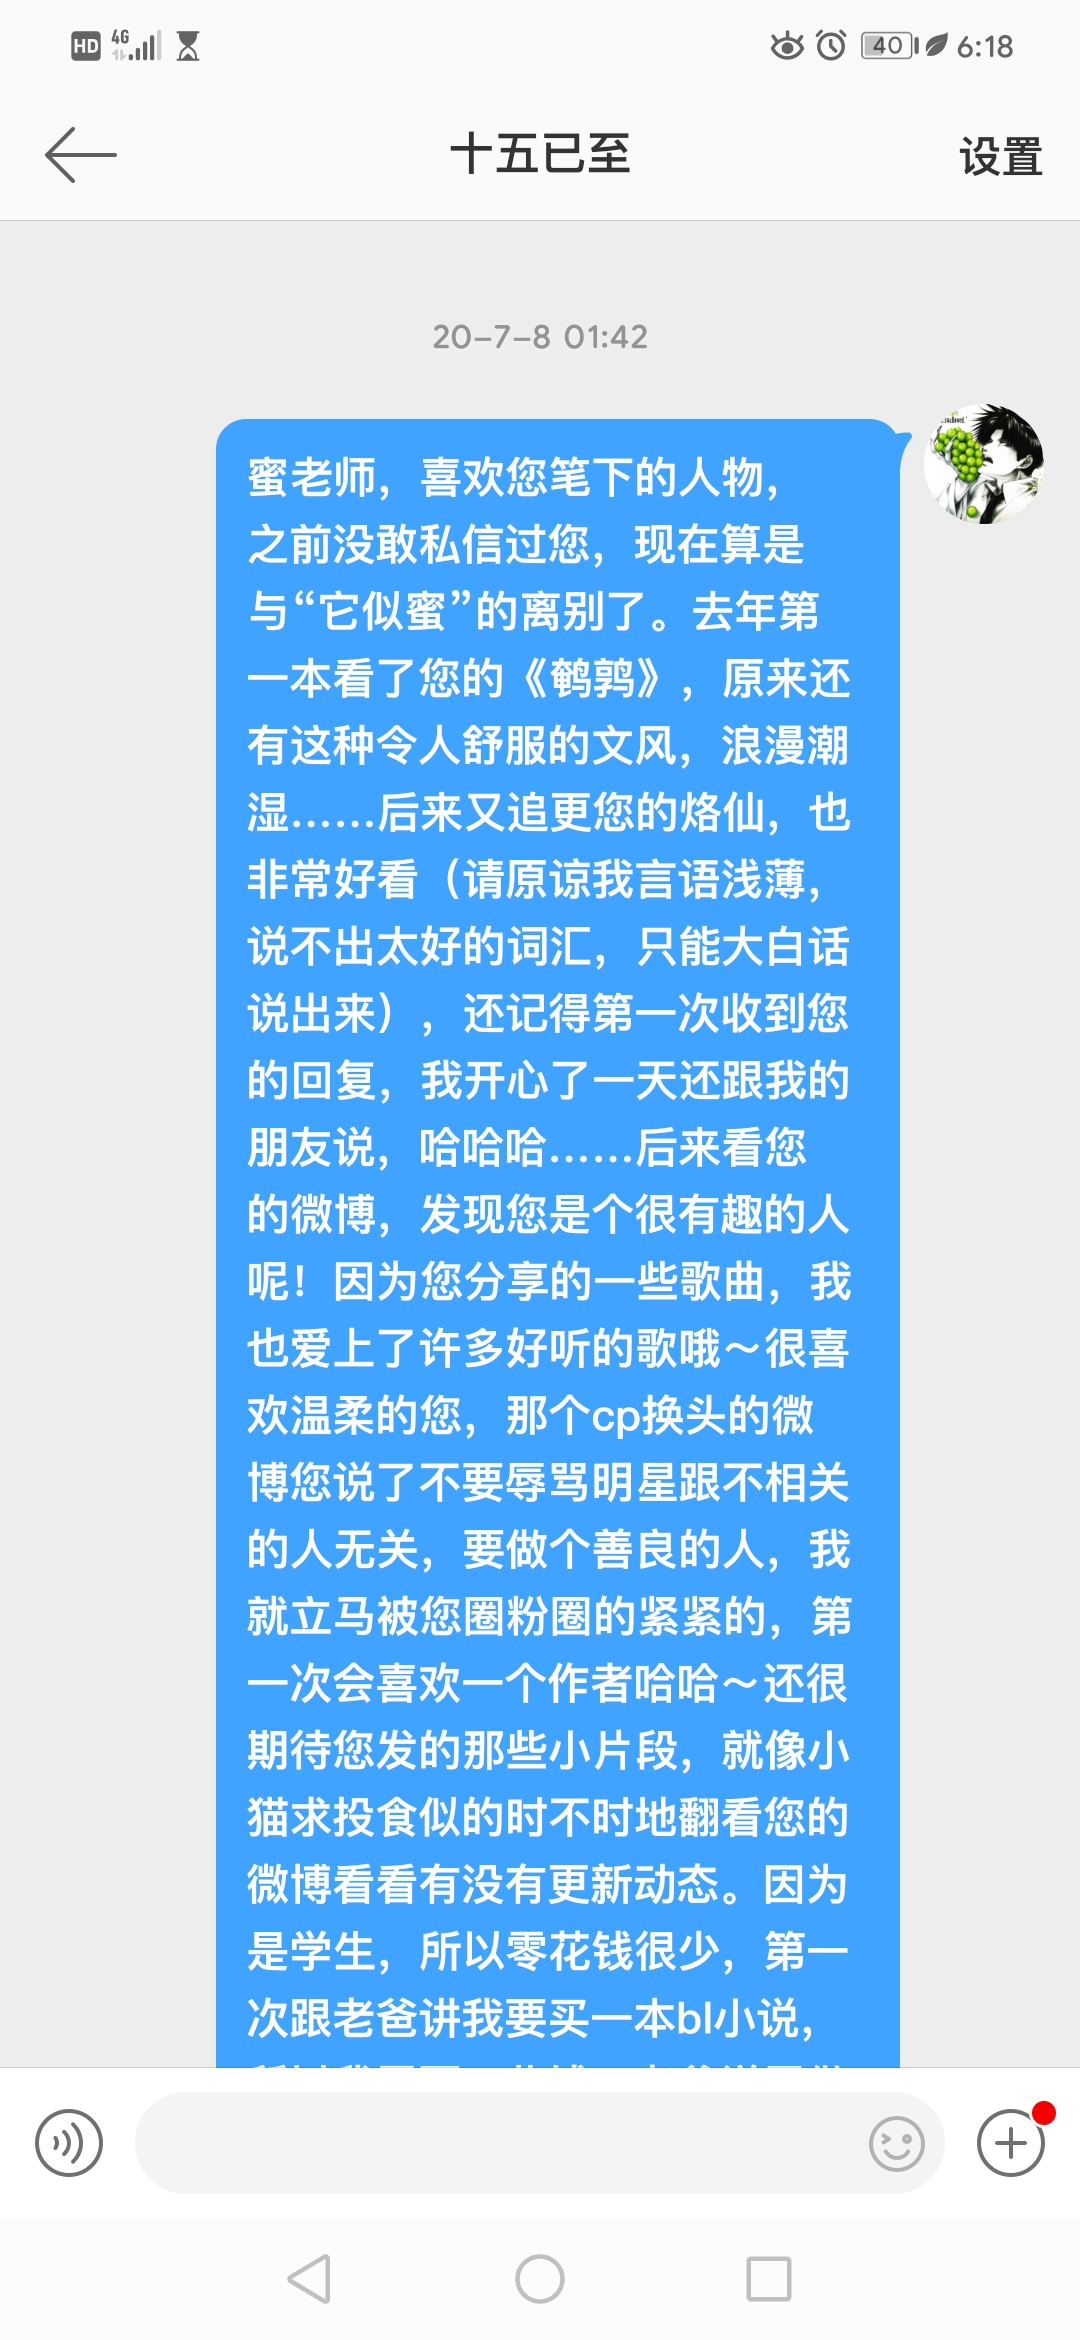 HD 4G 40 6:18
十五已至 设置
20-7-8 01:42
蜜老师，喜欢您笔下的人物，
之前没敢私信过您，现在算是
与“它似蜜”的离别了。去年第
一本看了您的《鹌鹑》，原来还
有这种令人舒服的文风，浪漫潮
湿……后来又追更您的烙仙，也
非常好看（请原谅我言语浅薄，
说不出太好的词汇，只能大白话
说出来），还记得第一次收到您
的回复，我开心了一天还跟我的
朋友说，哈哈哈……后来看您
的微博，发现您是个很有趣的人
呢！因为您分享的一些歌曲，我
也爱上了许多好听的歌哦～很喜
欢温柔的您，那个cp换头的微
博您说了不要辱骂明星跟不相关
的人无关，要做个善良的人，我
就立马被您圈粉圈的紧紧的，第
一次会喜欢一个作者哈哈～还很
期待您发的那些小片段，就像小
猫求投食似的时不时地翻看您的
微博看看有没有更新动态。因为
是学生，所以零花钱很少，第一
次跟老爸讲我要买一本bl小说，